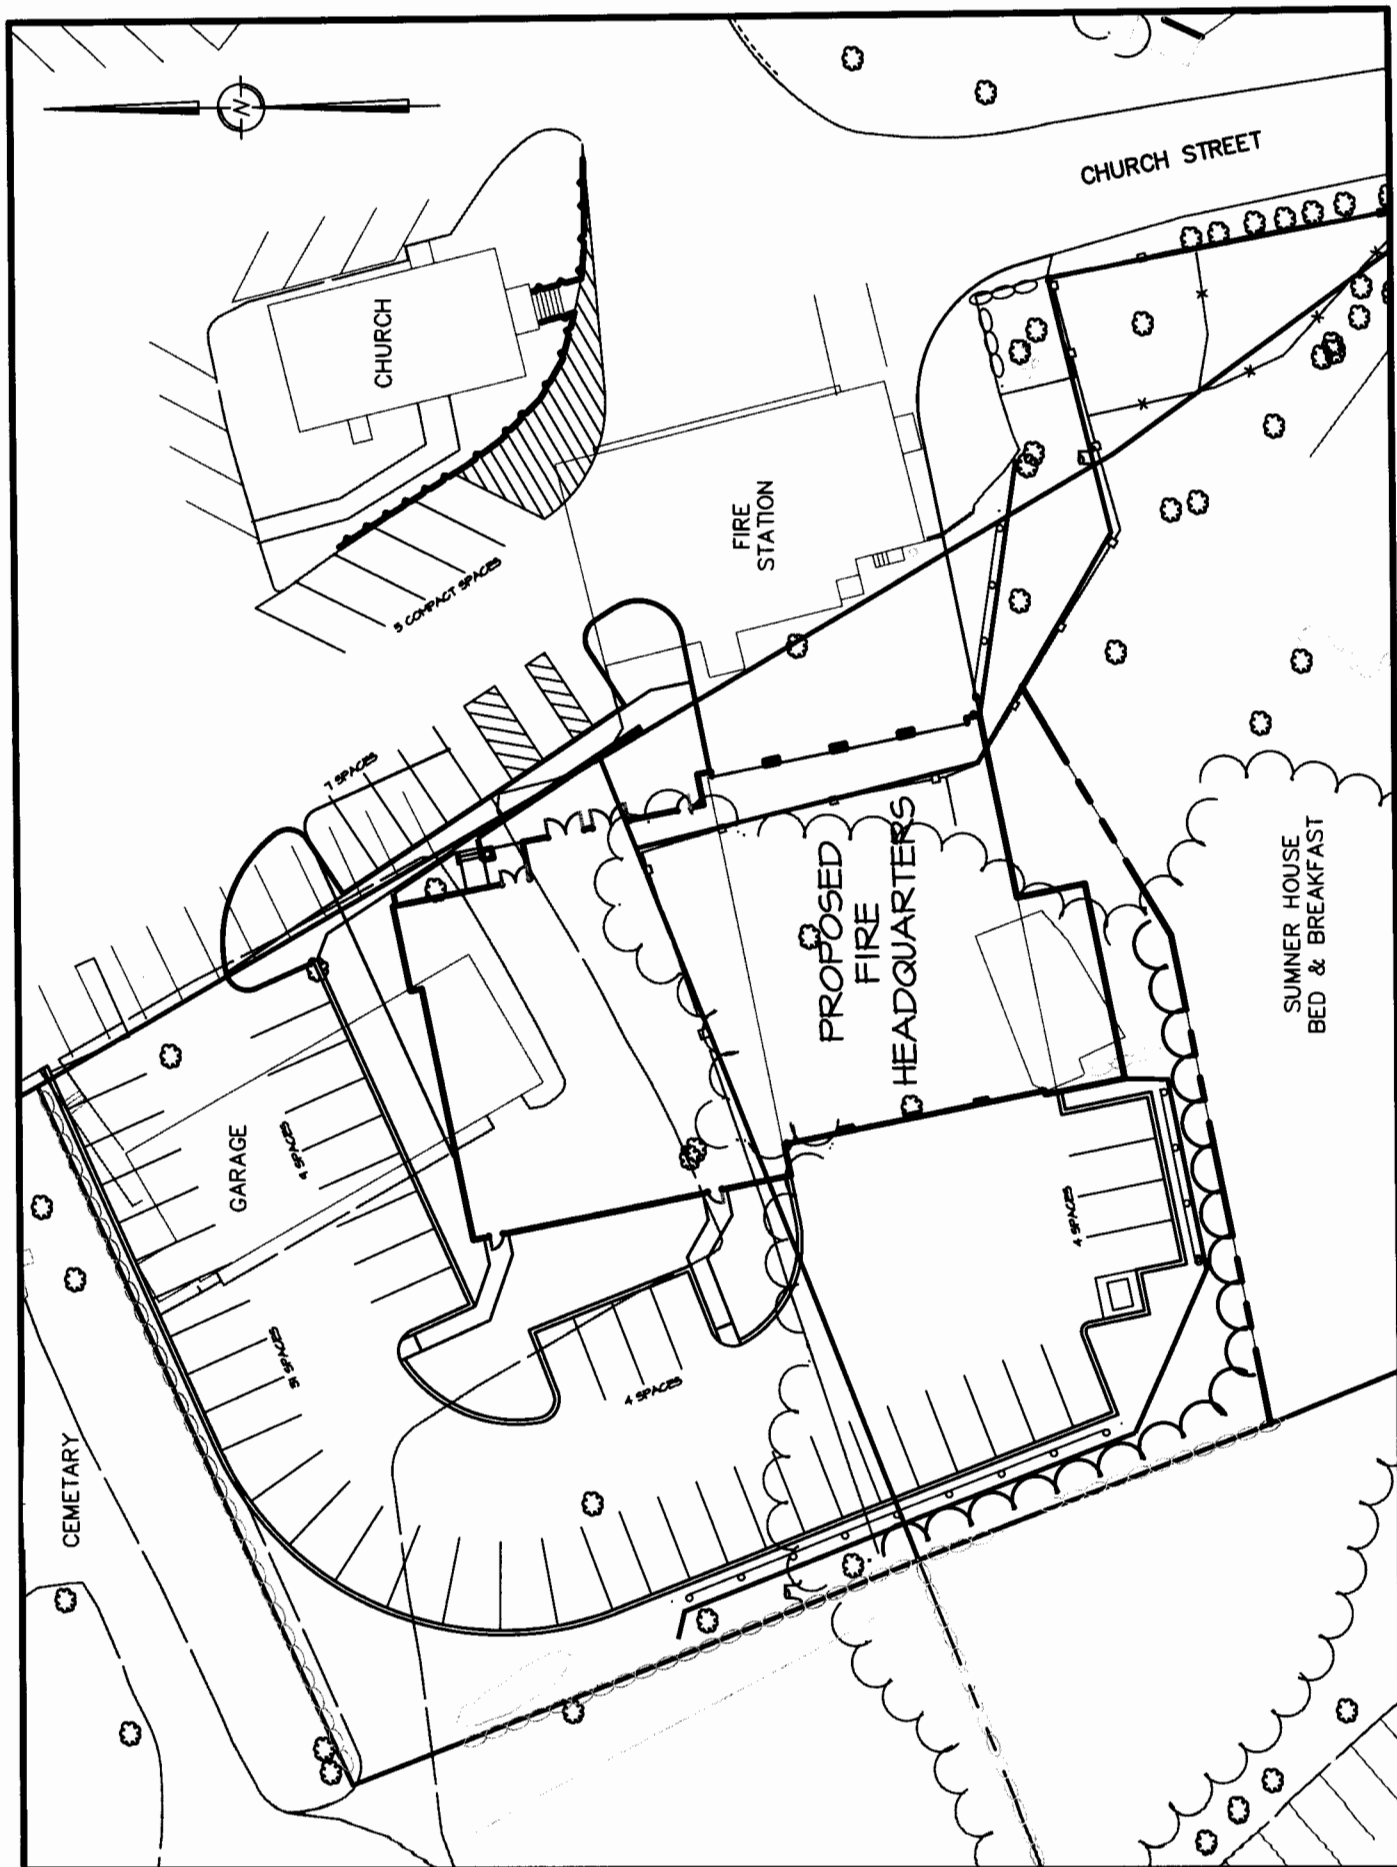 N
CHURCH STREET
CHURCH
FIRE
STATION
5 COMPACT SPACES
7 SPACES
PROPOSED
FIRE
HEADQUARTERS
SUMNER HOUSE
BED & BREAKFAST
GARAGE
4 SPACES
4 SPACES
31 SPACES
4 SPACES
CEMETARY